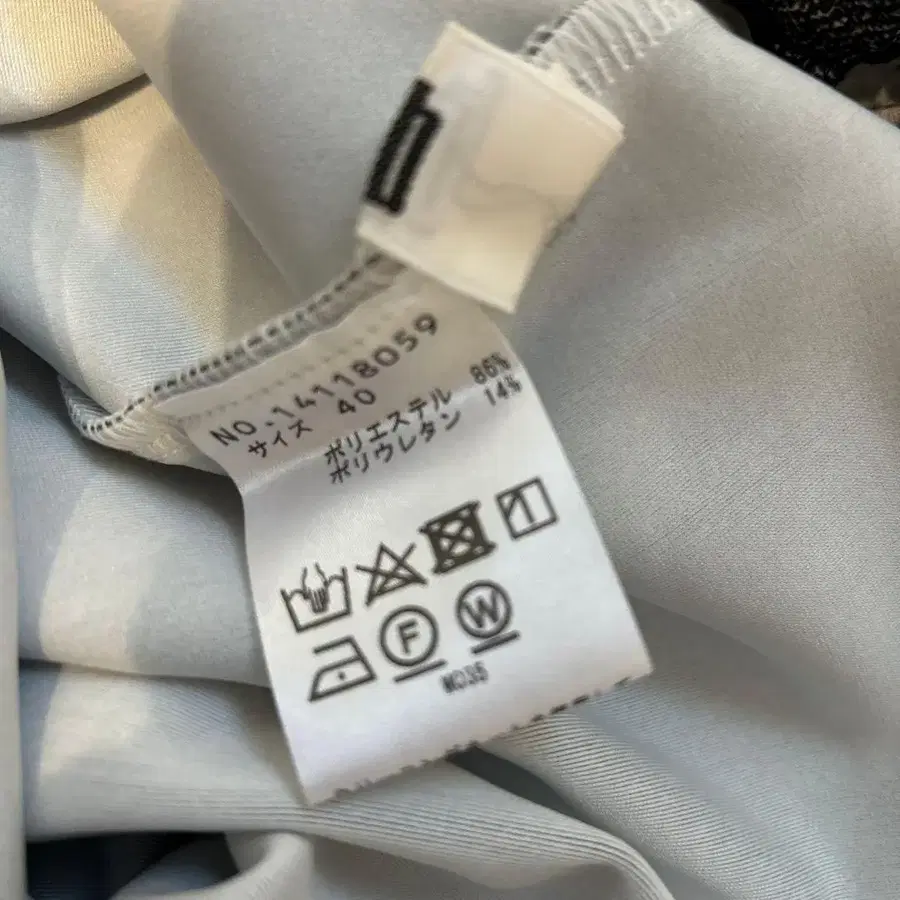 NO.-14118059
サイズ 40
ポリエステル 86%
ポリウレタン 14%
F W
M035